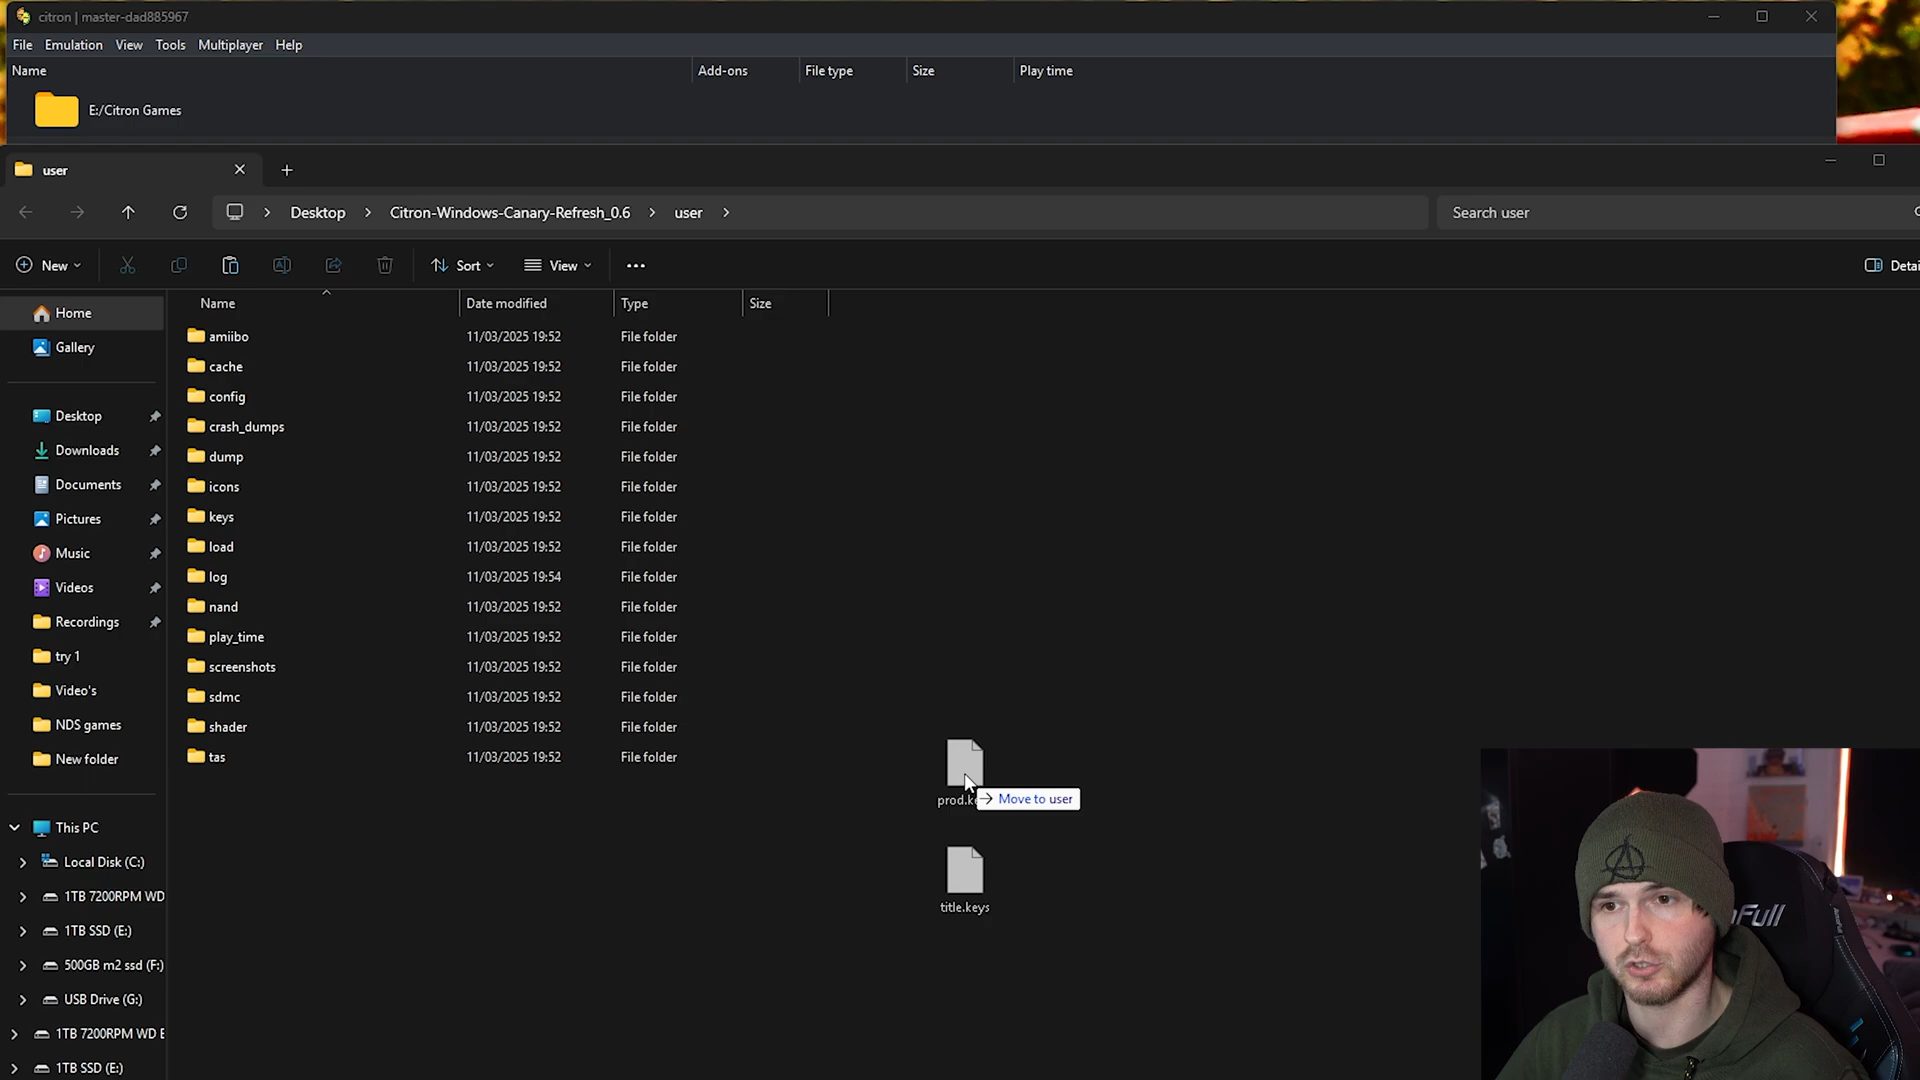 citron | master-dad885967
File Emulation View Tools Multiplayer Help
Name Add-ons File type Size Play time
E:/Citron Games
user
Desktop Citron-Windows-Canary-Refresh_0.6 user
Search user
New Sort View
Detai
Name Date modified Type Size
Home
Gallery
Desktop
Downloads
Documents
Pictures
Music
Videos
Recordings
try 1
Video's
NDS games
New folder
This PC
Local Disk (C:)
1TB 7200RPM WD
1TB SSD (E:)
500GB m2 ssd (F:)
USB Drive (G:)
1TB 7200RPM WD E
1TB SSD (E:)
amiibo 11/03/2025 19:52 File folder
cache 11/03/2025 19:52 File folder
config 11/03/2025 19:52 File folder
crash_dumps 11/03/2025 19:52 File folder
dump 11/03/2025 19:52 File folder
icons 11/03/2025 19:52 File folder
keys 11/03/2025 19:52 File folder
load 11/03/2025 19:52 File folder
log 11/03/2025 19:54 File folder
nand 11/03/2025 19:52 File folder
play_time 11/03/2025 19:52 File folder
screenshots 11/03/2025 19:52 File folder
sdmc 11/03/2025 19:52 File folder
shader 11/03/2025 19:52 File folder
tas 11/03/2025 19:52 File folder
prod.ke
Move to user
title.keys
Full